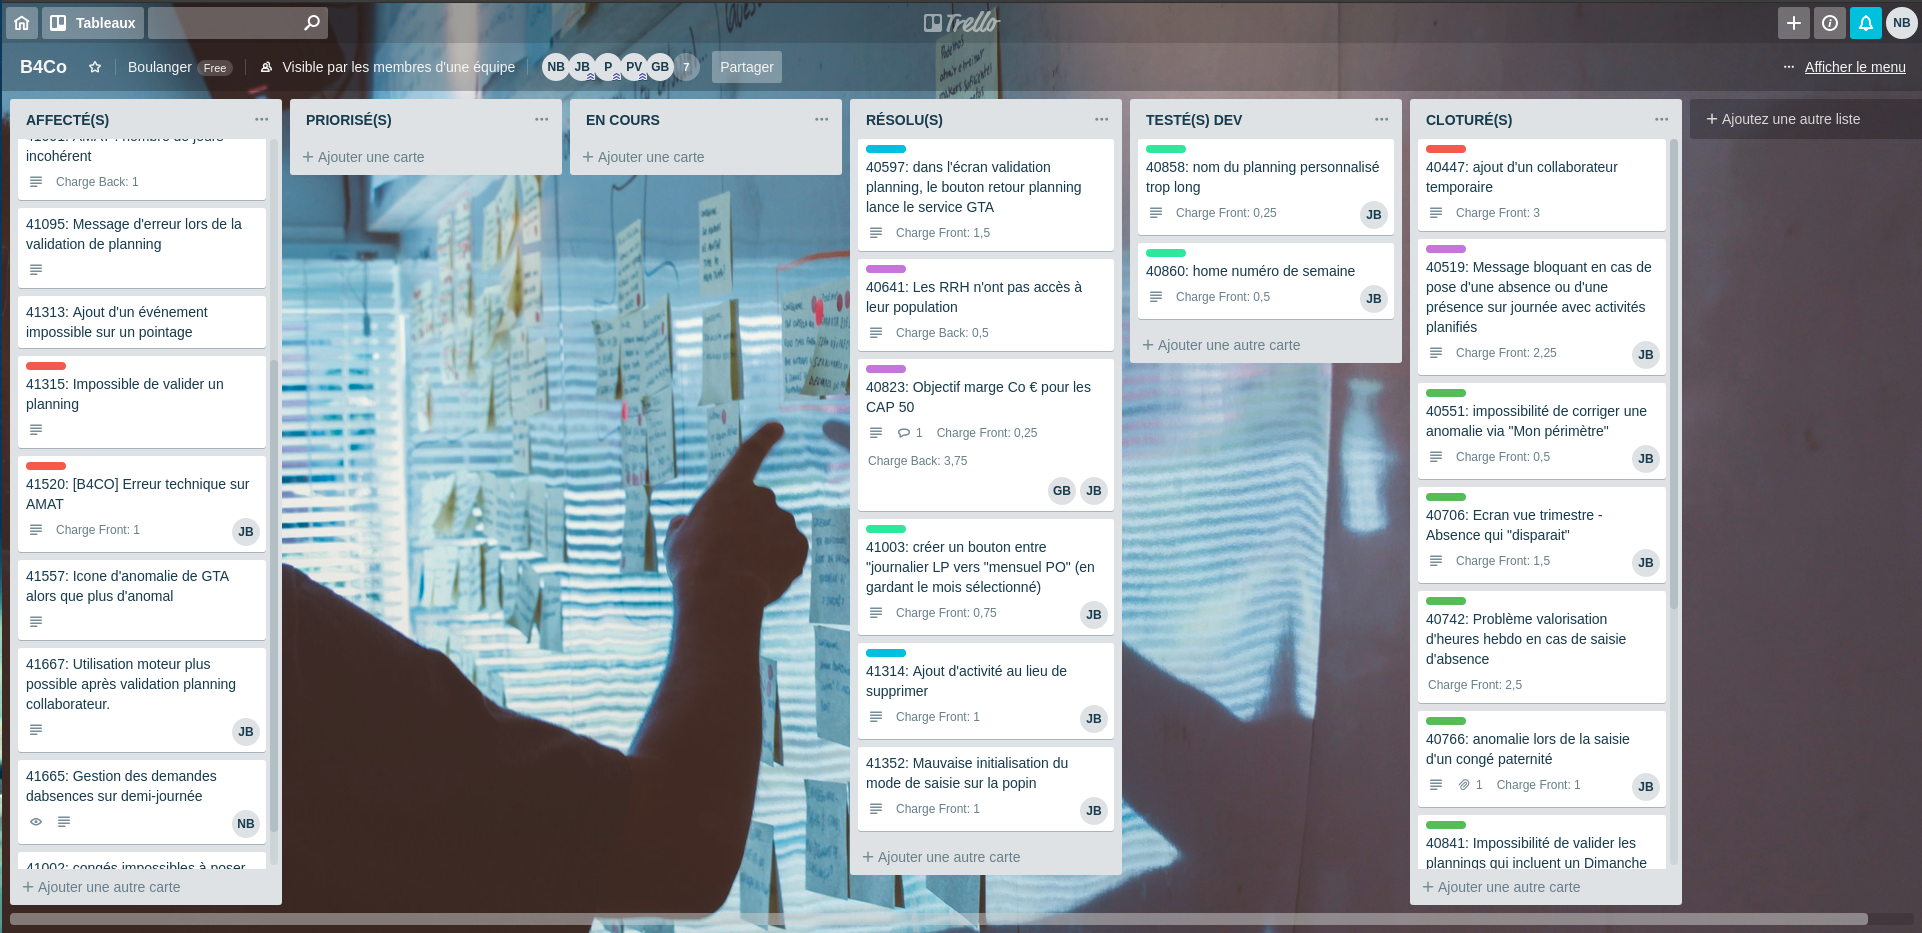 Tableaux
Trello
NB
B4Co
Boulanger Free
Visible par les membres d'une équipe
NB JB P PV GB 7
Partager
Afficher le menu
AFFECTÉ(S)
incohérent
Charge Back: 1
41095: Message d'erreur lors de la
validation de planning
41313: Ajout d'un événement
impossible sur un pointage
41315: Impossible de valider un
planning
41520: [B4CO] Erreur technique sur
AMAT
Charge Front: 1
JB
41557: Icone d'anomalie de GTA
alors que plus d'anomal
41667: Utilisation moteur plus
possible après validation planning
collaborateur.
JB
41665: Gestion des demandes
dabsences sur demi-journée
NB
41002: congés impossibles à poser
+ Ajouter une autre carte
PRIORISÉ(S)
+ Ajouter une carte
EN COURS
+ Ajouter une carte
RÉSOLU(S)
40597: dans l'écran validation
planning, le bouton retour planning
lance le service GTA
Charge Front: 1,5
40641: Les RRH n'ont pas accès à
leur population
Charge Back: 0,5
40823: Objectif marge Co € pour les
CAP 50
1 Charge Front: 0,25
Charge Back: 3,75
GB JB
41003: créer un bouton entre
"journalier LP vers "mensuel PO" (en
gardant le mois sélectionné)
Charge Front: 0,75
JB
41314: Ajout d'activité au lieu de
supprimer
Charge Front: 1
JB
41352: Mauvaise initialisation du
mode de saisie sur la popin
Charge Front: 1
JB
+ Ajouter une autre carte
TESTÉ(S) DEV
40858: nom du planning personnalisé
trop long
Charge Front: 0,25
JB
40860: home numéro de semaine
Charge Front: 0,5
JB
+ Ajouter une autre carte
CLOTURÉ(S)
40447: ajout d'un collaborateur
temporaire
Charge Front: 3
40519: Message bloquant en cas de
pose d'une absence ou d'une
présence sur journée avec activités
planifiés
Charge Front: 2,25
JB
40551: impossibilité de corriger une
anomalie via "Mon périmètre"
Charge Front: 0,5
JB
40706: Ecran vue trimestre -
Absence qui "disparait"
Charge Front: 1,5
JB
40742: Problème valorisation
d'heures hebdo en cas de saisie
d'absence
Charge Front: 2,5
40766: anomalie lors de la saisie
d'un congé paternité
1 Charge Front: 1
JB
40841: Impossibilité de valider les
plannings qui incluent un Dimanche
+ Ajouter une autre carte
+ Ajoutez une autre liste